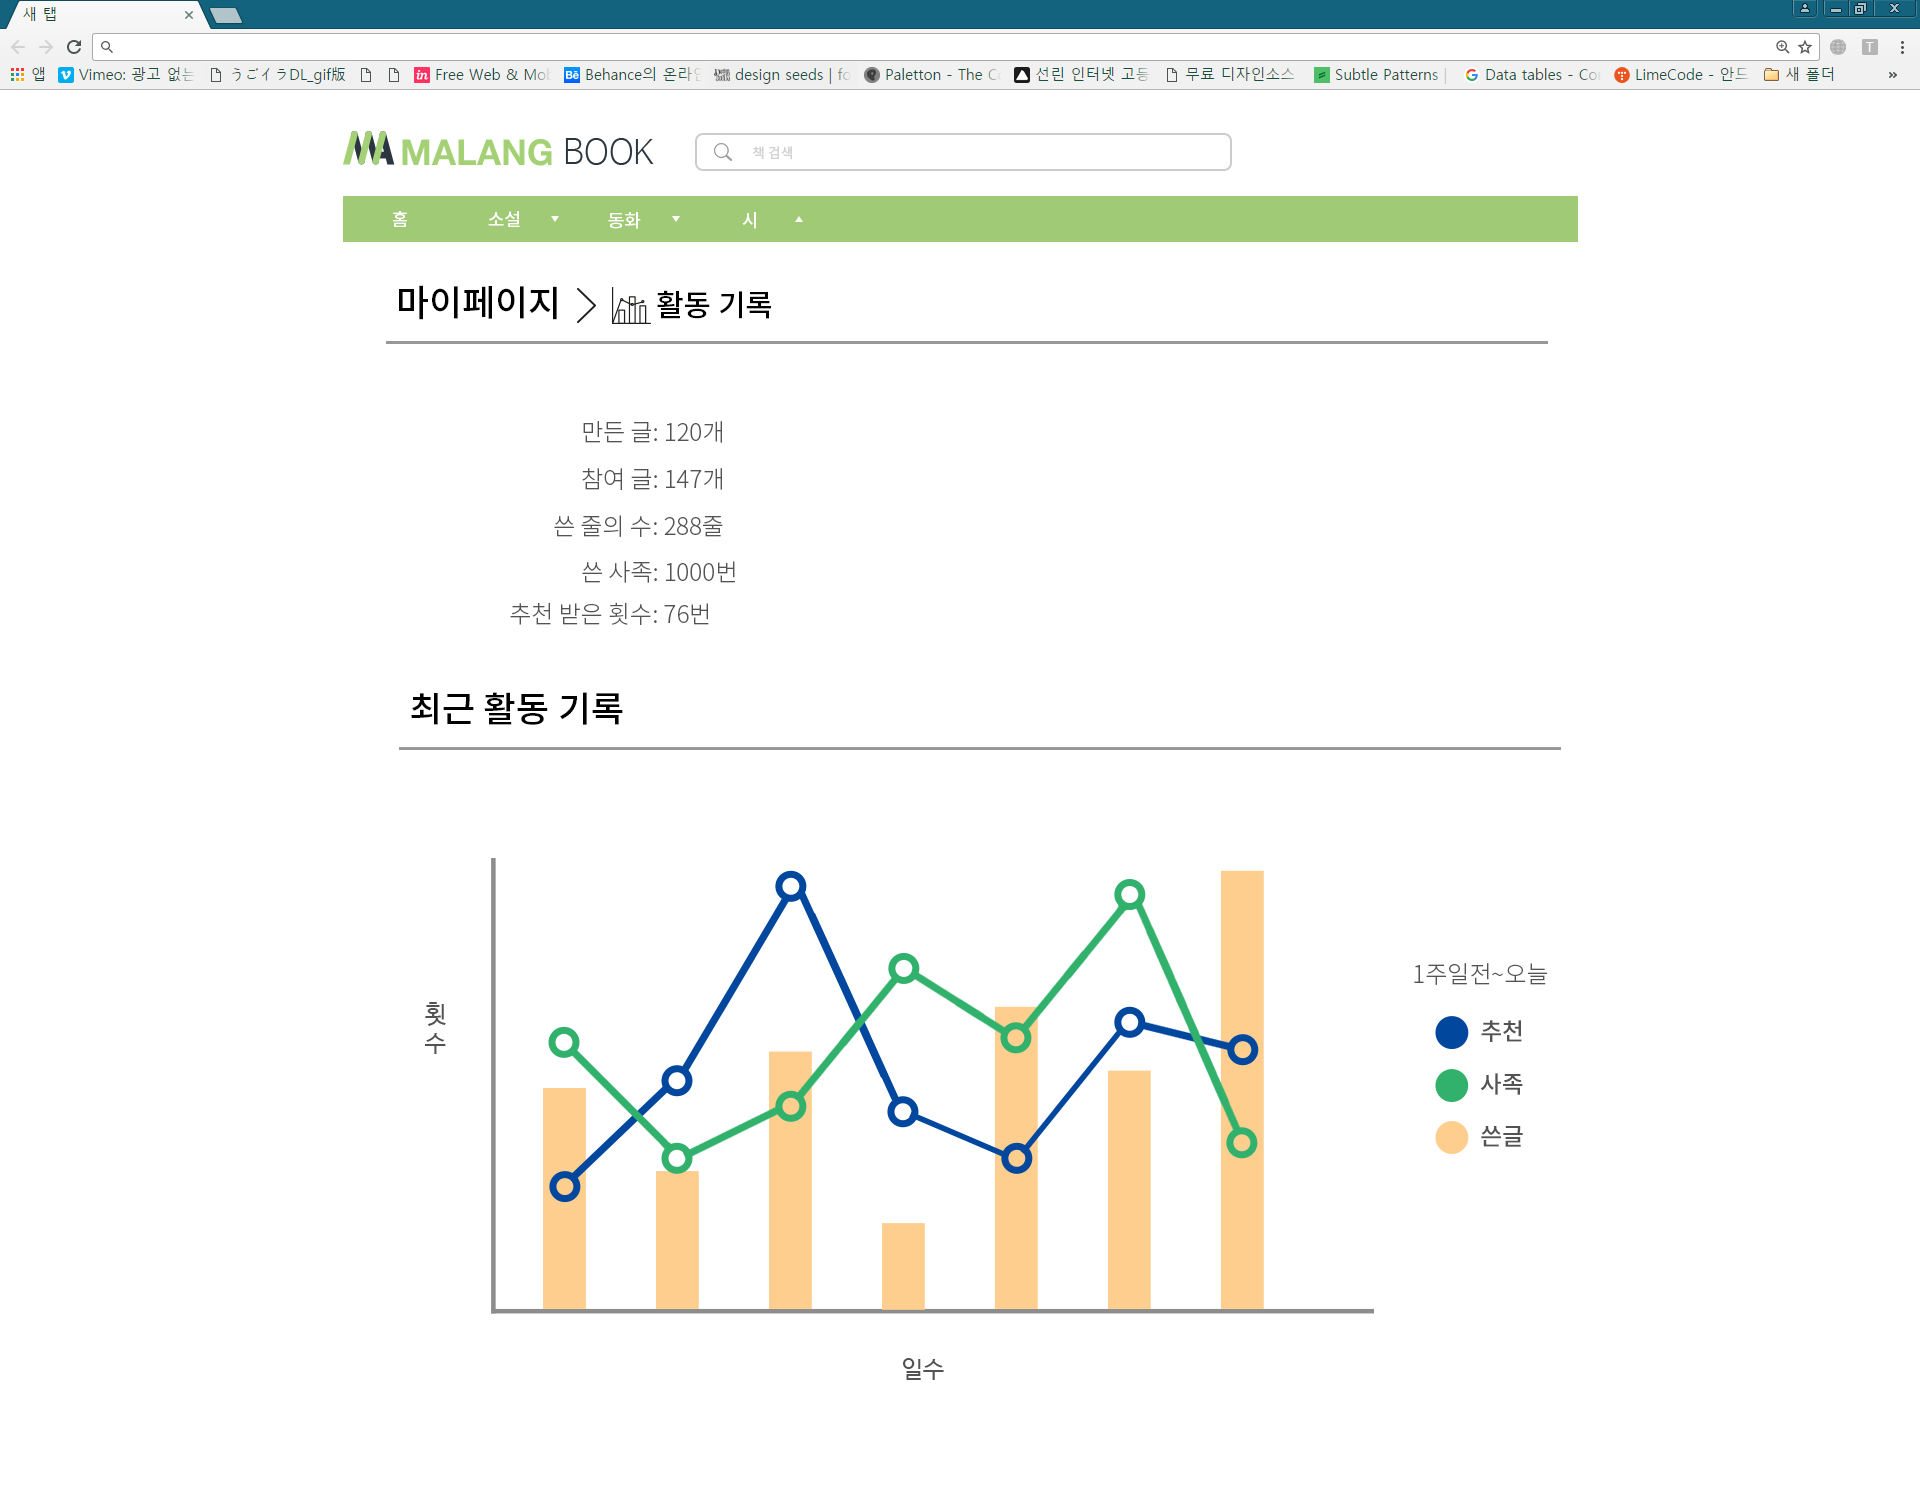 새 탭
앱 Vimeo: 광고 없는 うごイラDL_gif版 Free Web & Mo Behance의 온라인 design seeds | fo Paletton - The Co 선린 인터넷 고등 무료 디자인소스 Subtle Patterns | Data tables - Co LimeCode - 안드 새 폴더 »
MALANG BOOK
책 검색
홈 소설 동화 시
마이페이지 활동 기록
만든 글: 120개
참여 글: 147개
쓴 줄의 수: 288줄
쓴 사족: 1000번
추천 받은 횟수: 76번
최근 활동 기록
횟수
1주일전~오늘
추천
사족
쓴글
일수